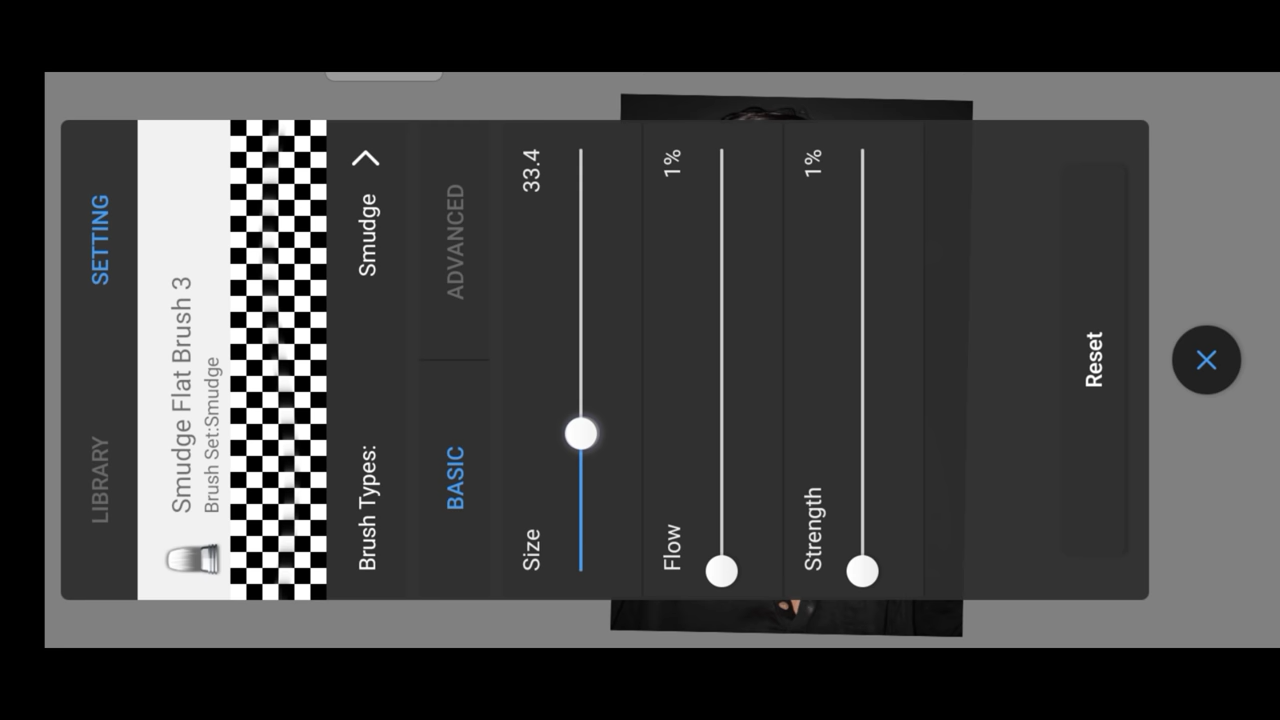 LIBRARY SETTING
Smudge Flat Brush 3
Brush Set:Smudge
Brush Types: Smudge
BASIC ADVANCED
Size 33.4
Flow 1%
Strength 1%
Reset